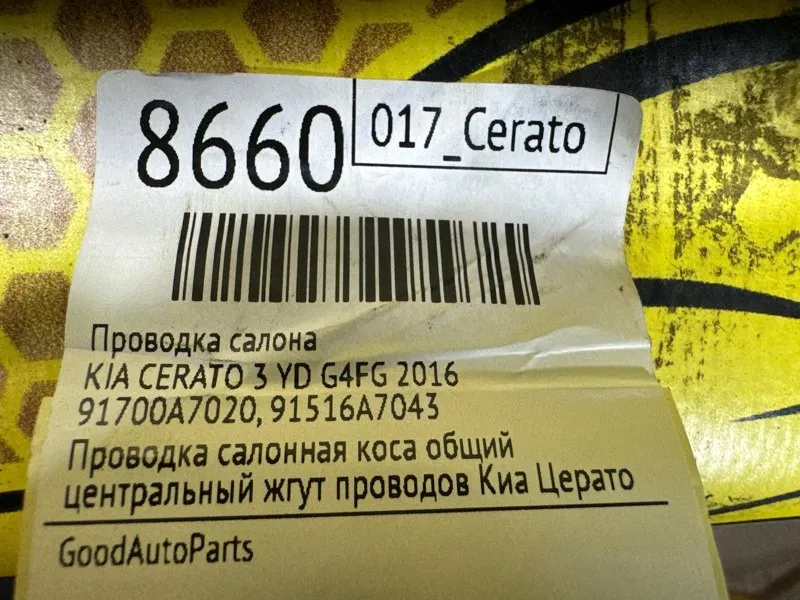 8660
017_Cerato
Проводка салона
KIA CERATO 3 YD G4FG 2016
91700A7020, 91516A7043
Проводка салонная коса общий
центральный жгут проводов Киа Церато
GoodAutoParts